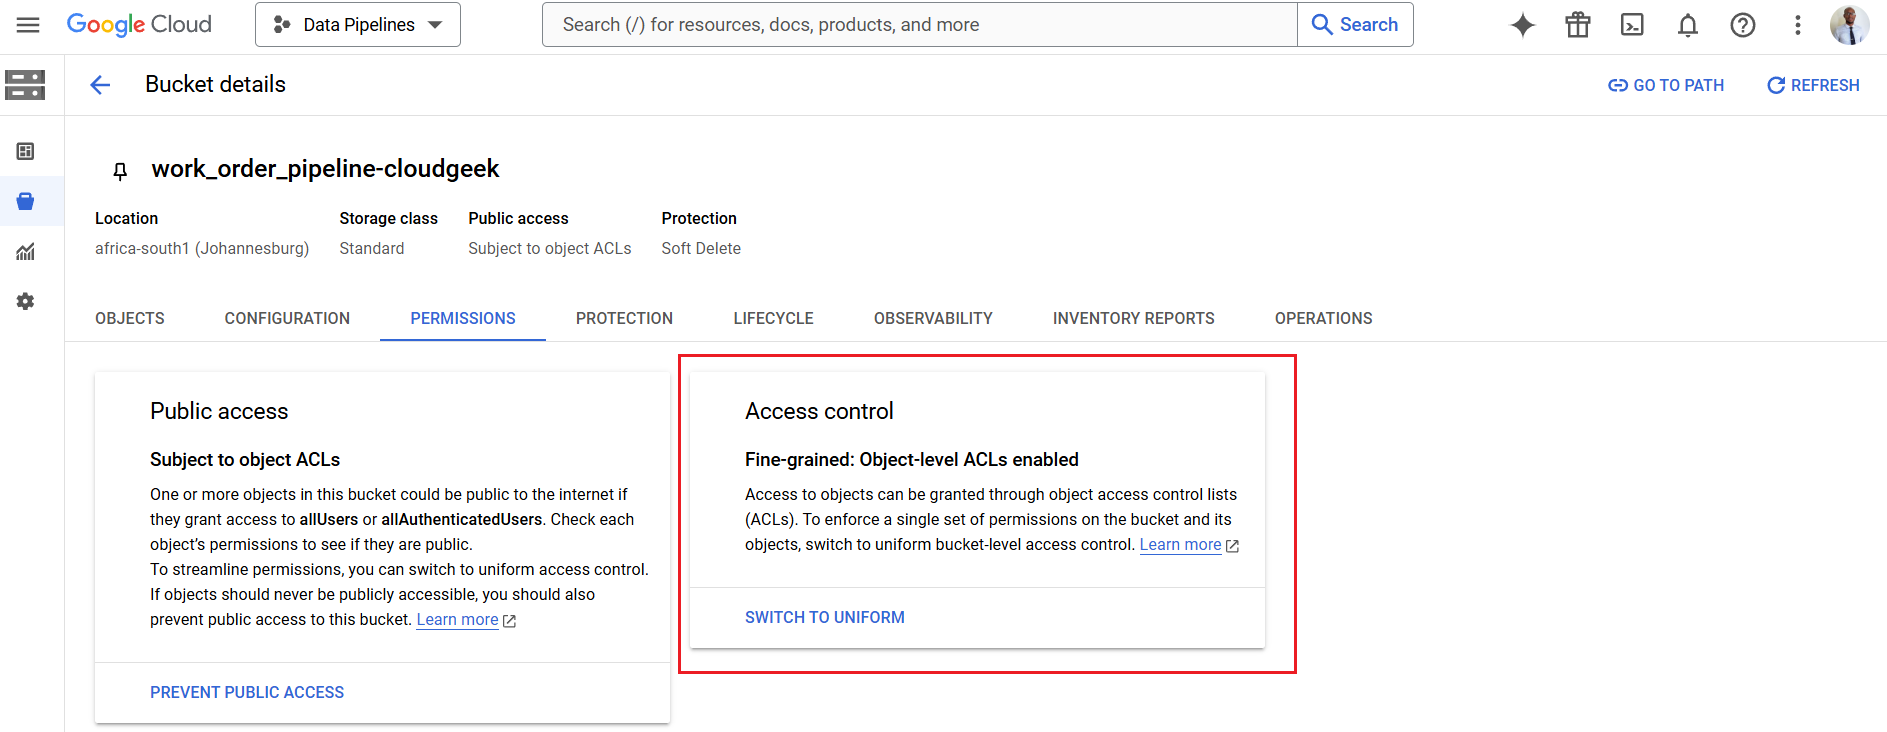 Google Cloud
Data Pipelines
Search (/) for resources, docs, products, and more
Search
Bucket details
GO TO PATH
REFRESH
work_order_pipeline-cloudgeek
Location
Storage class
Public access
Protection
africa-south1 (Johannesburg)
Standard
Subject to object ACLs
Soft Delete
OBJECTS
CONFIGURATION
PERMISSIONS
PROTECTION
LIFECYCLE
OBSERVABILITY
INVENTORY REPORTS
OPERATIONS
Public access
Subject to object ACLs
One or more objects in this bucket could be public to the internet if
they grant access to allUsers or allAuthenticatedUsers. Check each
object’s permissions to see if they are public.
To streamline permissions, you can switch to uniform access control.
If objects should never be publicly accessible, you should also
prevent public access to this bucket. Learn more
PREVENT PUBLIC ACCESS
Access control
Fine-grained: Object-level ACLs enabled
Access to objects can be granted through object access control lists
(ACLs). To enforce a single set of permissions on the bucket and its
objects, switch to uniform bucket-level access control. Learn more
SWITCH TO UNIFORM